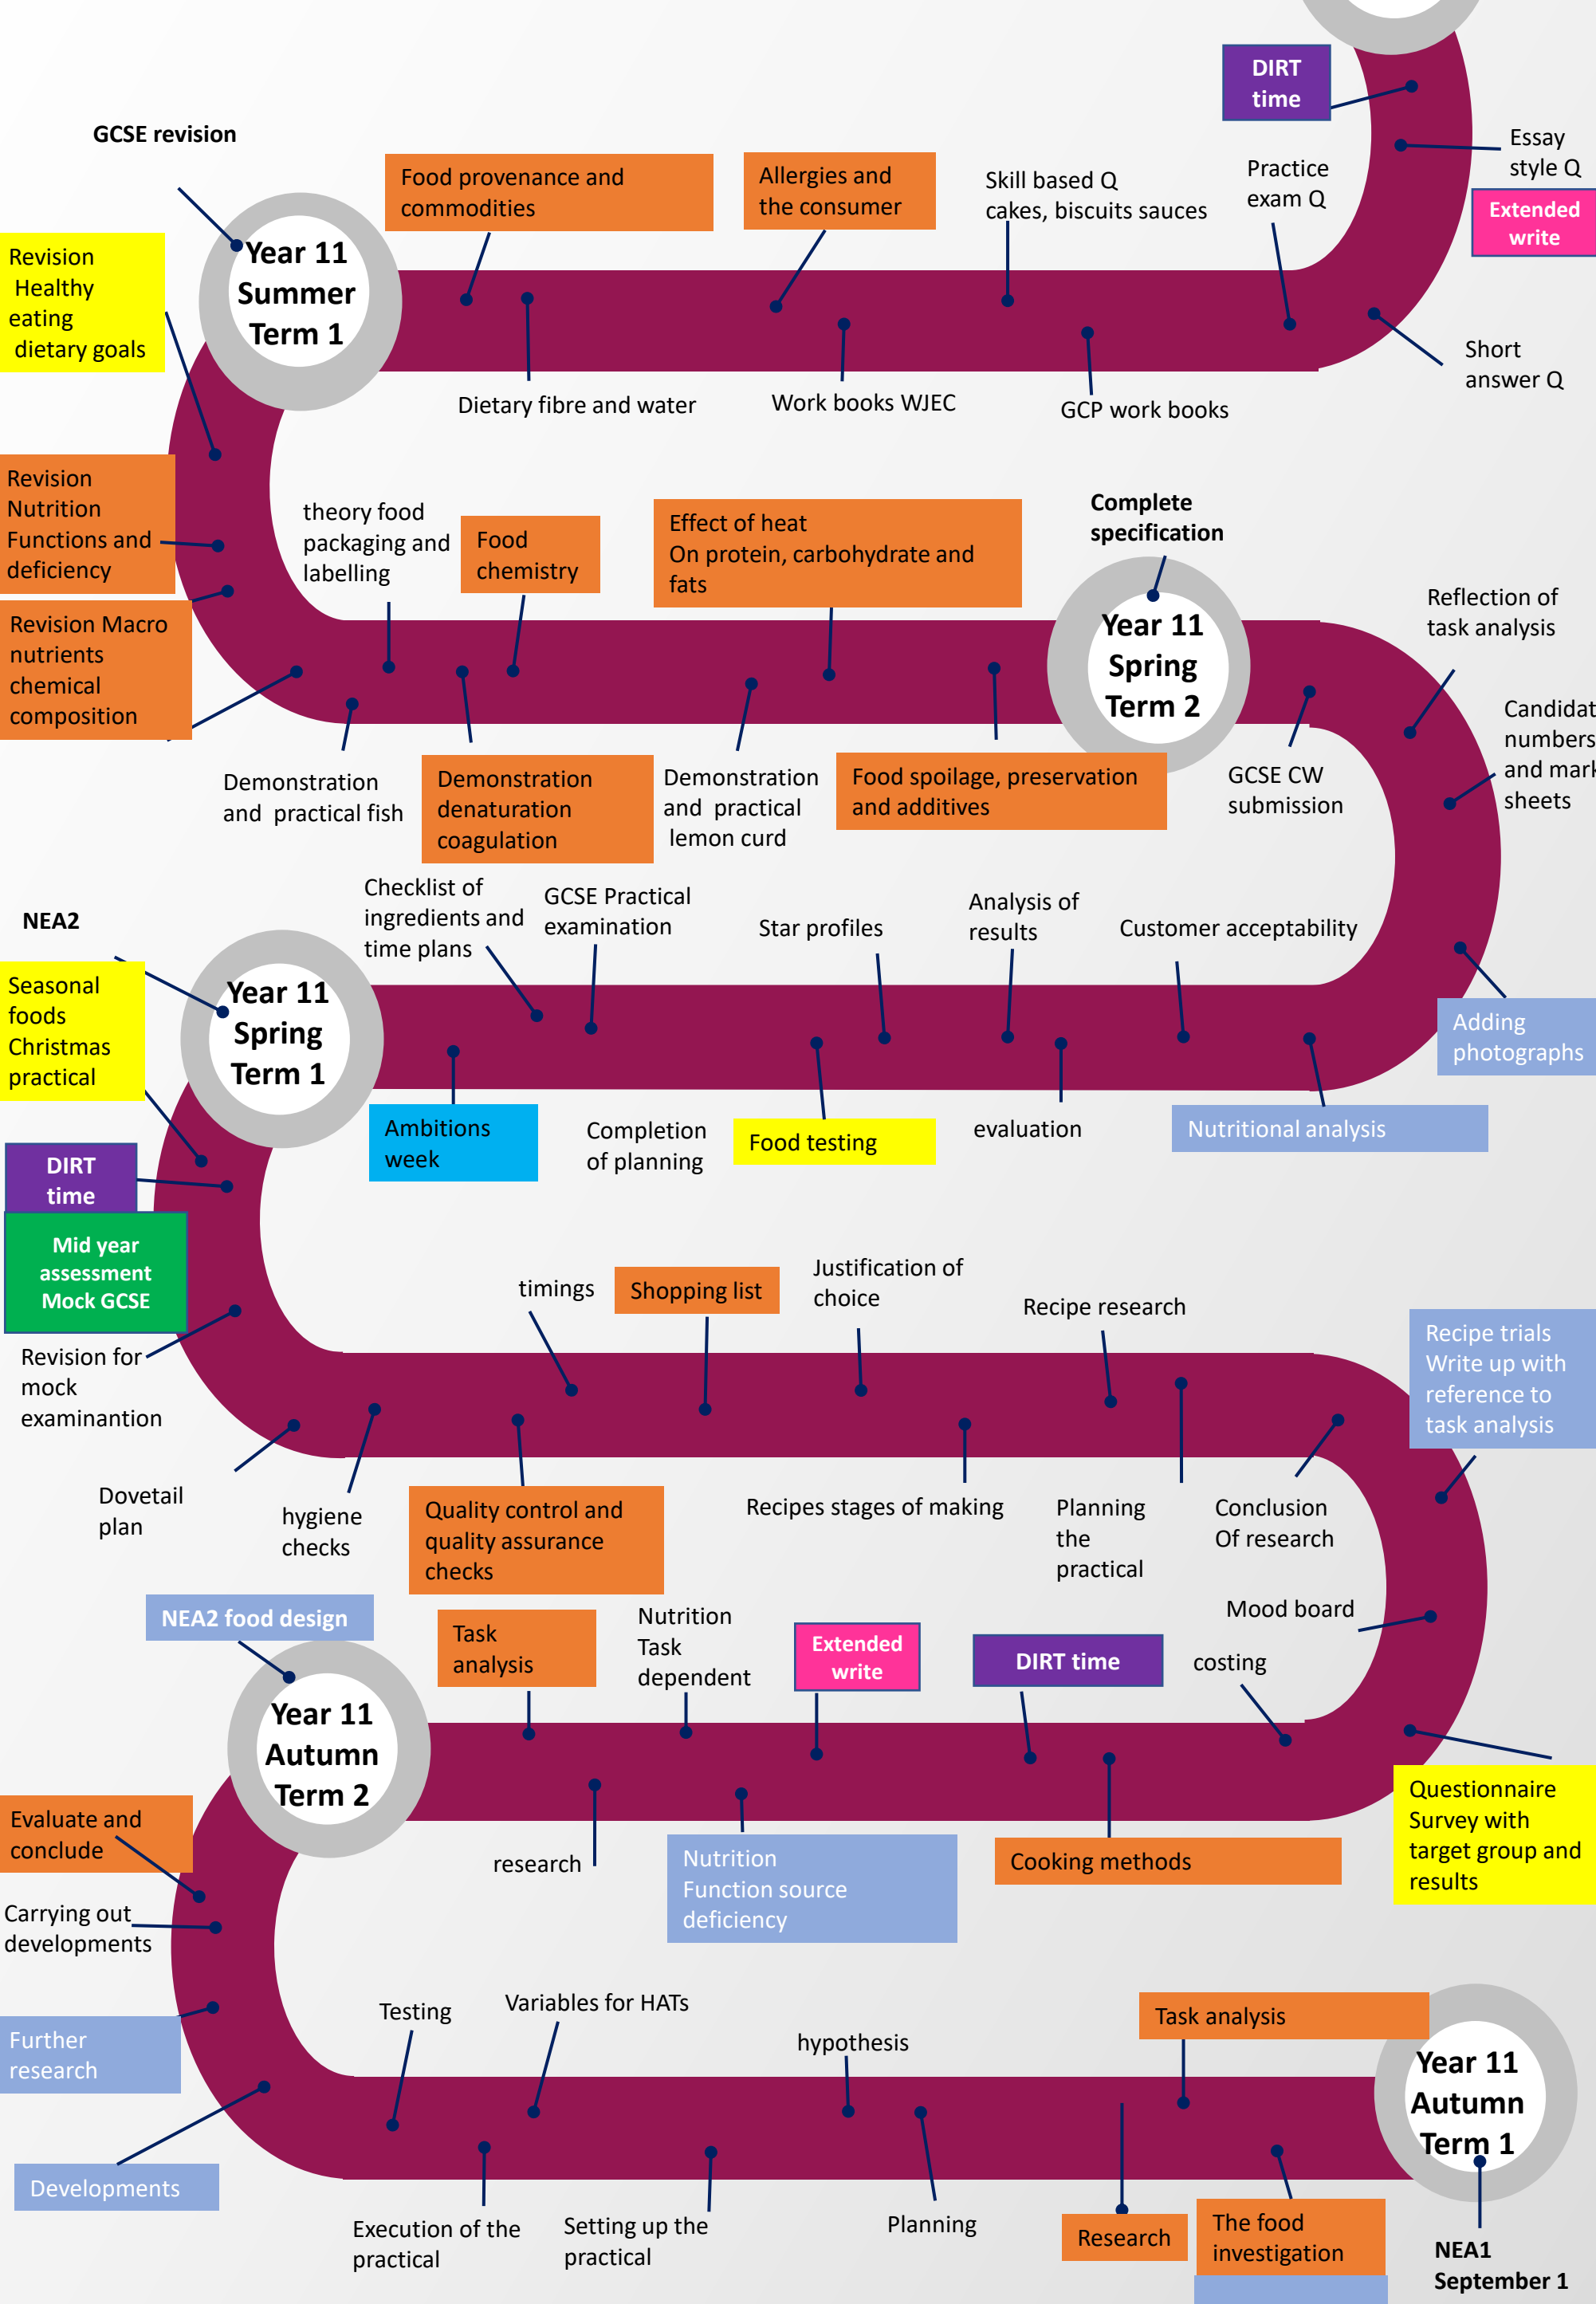 DIRT
time
GCSE revision
Essay
style Q
Extended
write
Food provenance and
commodities
Allergies and
the consumer
Skill based Q
cakes, biscuits sauces
Practice
exam Q
Year 11
Summer
Term 1
Revision
Healthy
eating
dietary goals
Short
answer Q
Dietary fibre and water
Work books WJEC
GCP work books
Revision
Nutrition
Functions and
deficiency
theory food
packaging and
labelling
Food
chemistry
Effect of heat
On protein, carbohydrate and
fats
Complete
specification
Year 11
Spring
Term 2
Reflection of
task analysis
Revision Macro
nutrients
chemical
composition
Candidat
numbers
and mark
sheets
Demonstration
and practical fish
Demonstration
denaturation
coagulation
Demonstration
and practical
lemon curd
Food spoilage, preservation
and additives
GCSE CW
submission
NEA2
Checklist of
ingredients and
time plans
GCSE Practical
examination
Star profiles
Analysis of
results
Customer acceptability
Seasonal
foods
Christmas
practical
Year 11
Spring
Term 1
Adding
photographs
Ambitions
week
Completion
of planning
Food testing
evaluation
Nutritional analysis
DIRT
time
Mid year
assessment
Mock GCSE
timings
Shopping list
Justification of
choice
Recipe research
Recipe trials
Write up with
reference to
task analysis
Revision for
mock
examinantion
Dovetail
plan
hygiene
checks
Quality control and
quality assurance
checks
Recipes stages of making
Planning
the
practical
Conclusion
Of research
NEA2 food design
Task
analysis
Nutrition
Task
dependent
Extended
write
DIRT time
costing
Mood board
Year 11
Autumn
Term 2
Evaluate and
conclude
research
Nutrition
Function source
deficiency
Cooking methods
Questionnaire
Survey with
target group and
results
Carrying out
developments
Further
research
Testing
Variables for HATs
hypothesis
Task analysis
Year 11
Autumn
Term 1
Developments
Execution of the
practical
Setting up the
practical
Planning
Research
The food
investigation
NEA1
September 1